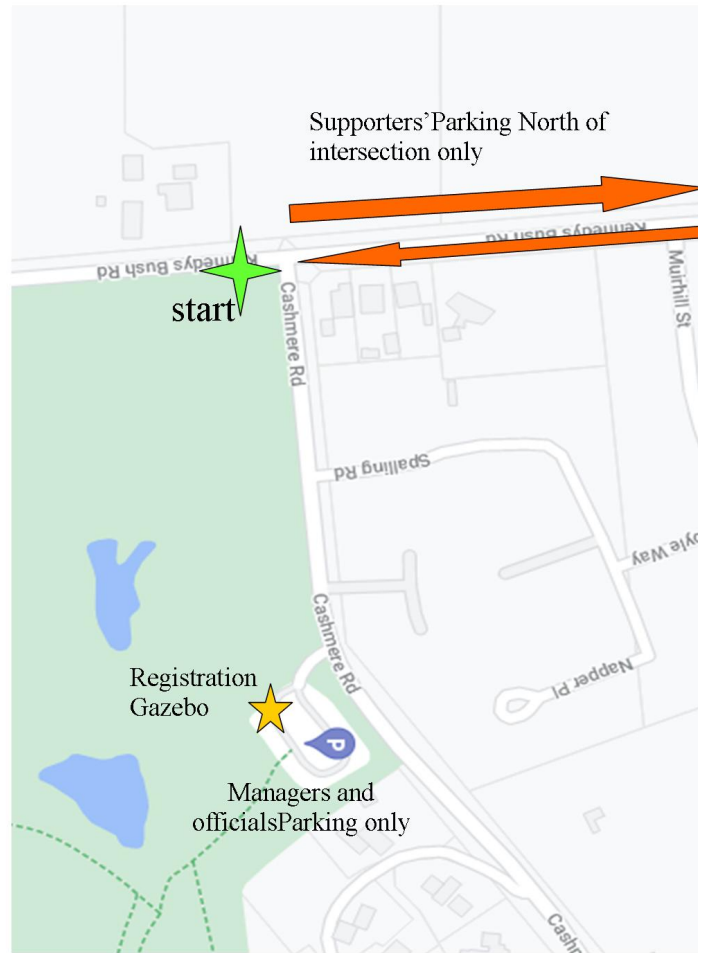 Supporters’Parking North of
intersection only
Kennedys Bush Rd
Kennedys Bush Rd
start
Cashmere Rd
Muirhill St
Spalling Rd
Way
Cashmere Rd
Napper Pl
Registration
Gazebo
P
Managers and
officialsParking only